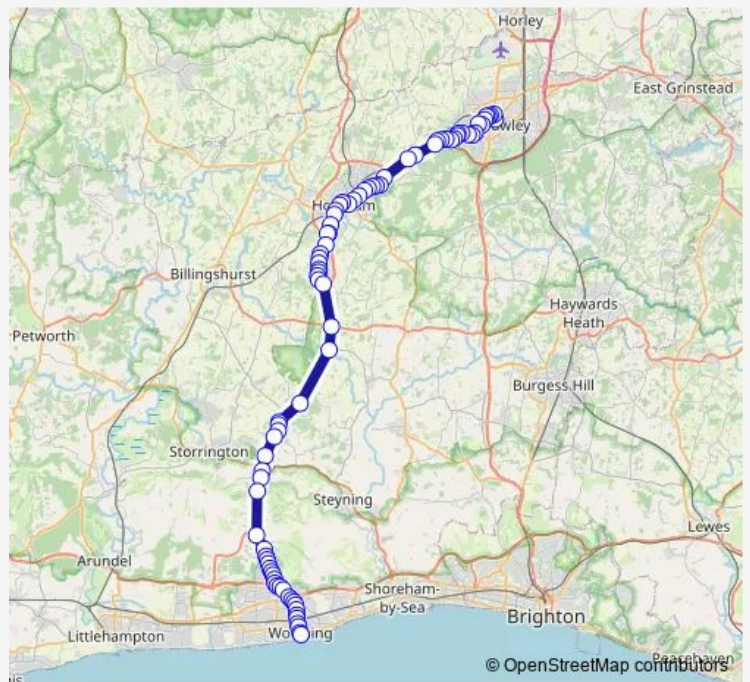 Horley
East Grinstead
Billingshurst
Haywards
Heath
Petworth
Burgess Hill
Storrington
Steyning
Lewes
Arundel
Shoreham-
by-Sea
Brighton
Littlehampton
© OpenStreetMap contributors